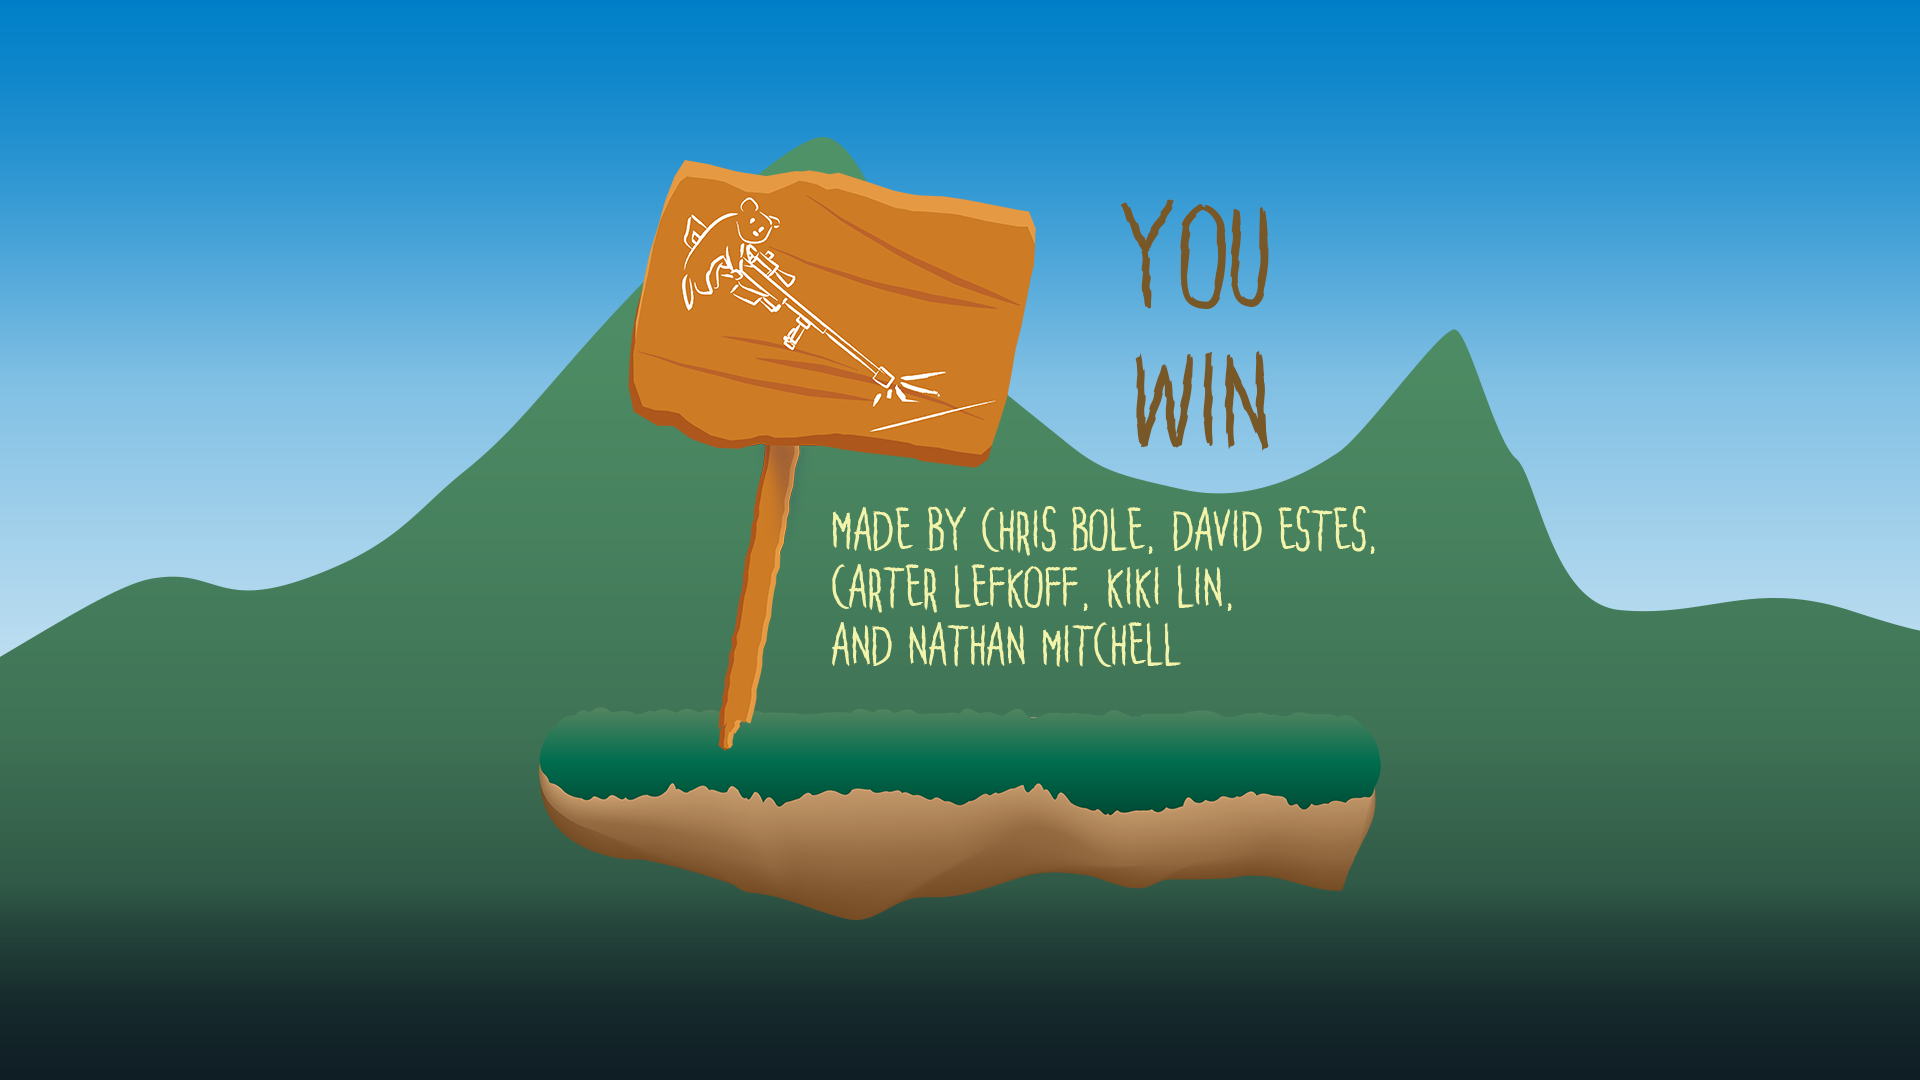 YOU
WIN
MADE BY CHRIS BOLE, DAVID ESTES,
CARTER LEFKOFF, KIKI LIN,
AND NATHAN MITCHELL